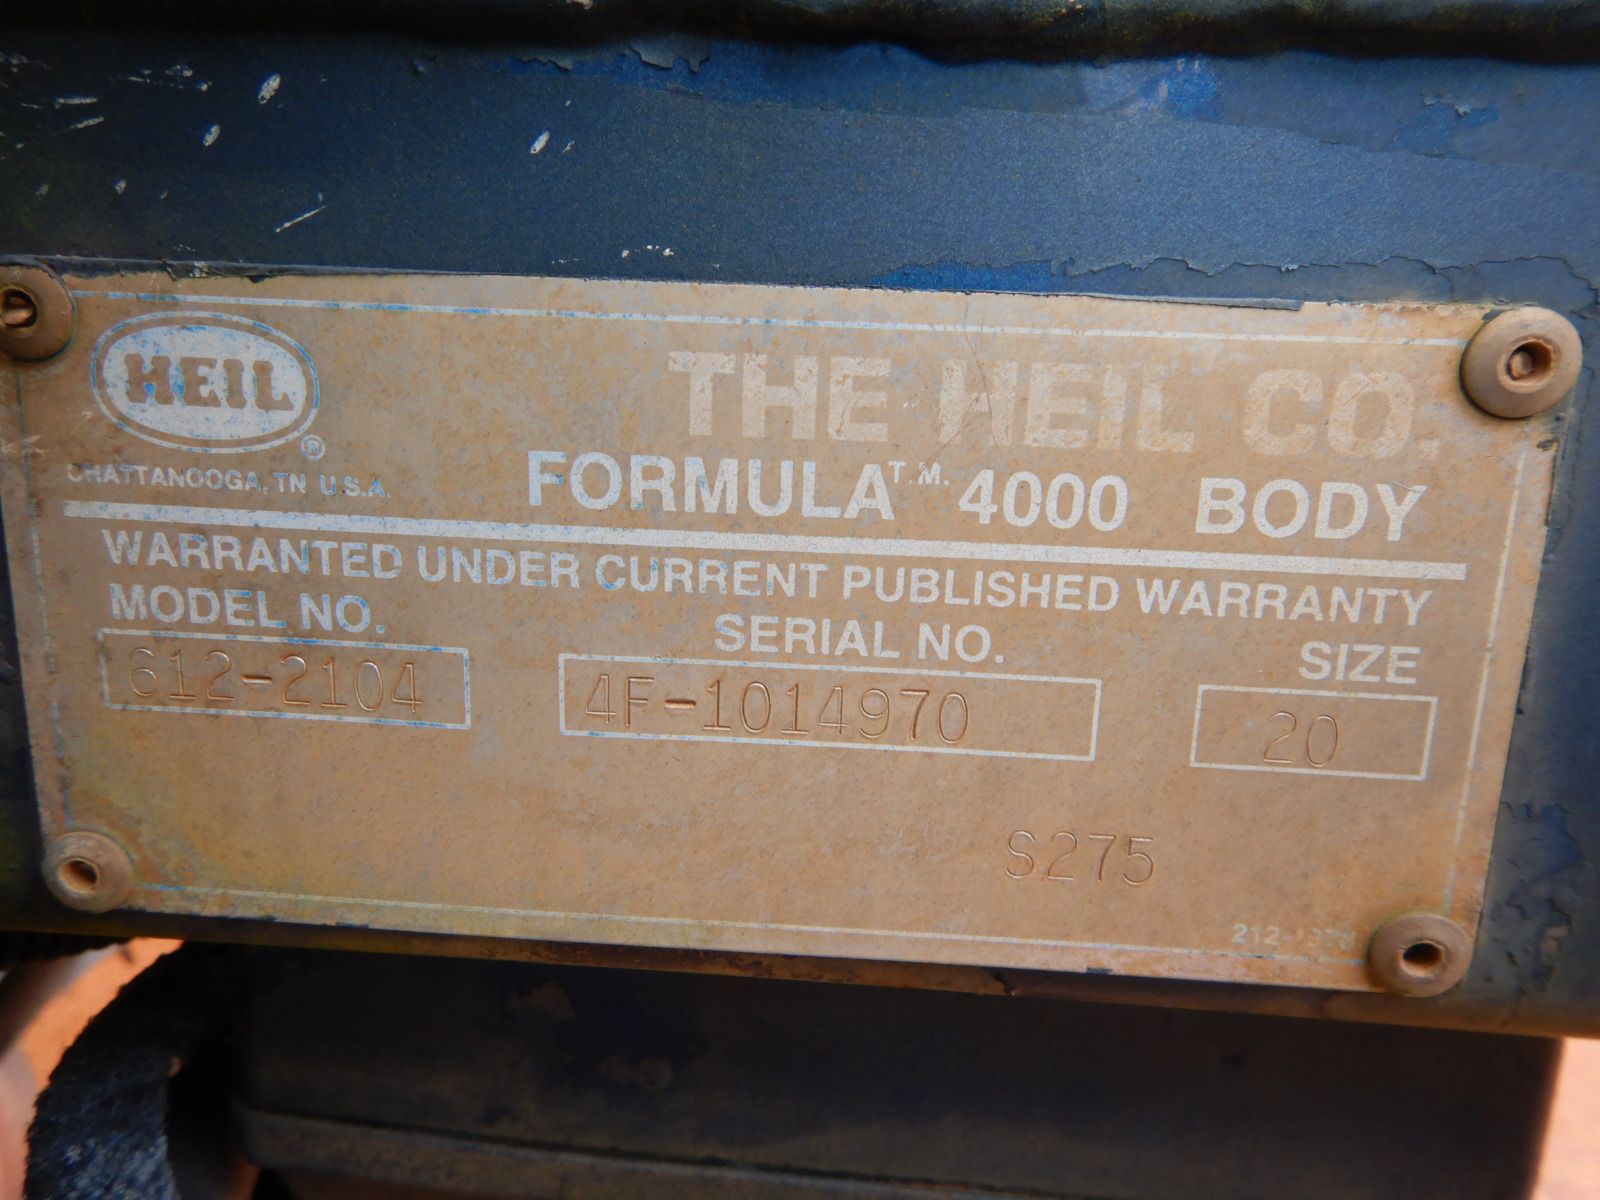 HEIL
®
CHATTANOOGA, TN U.S.A.
THE HEIL CO.
FORMULA T.M. 4000 BODY
WARRANTED UNDER CURRENT PUBLISHED WARRANTY
MODEL NO. SERIAL NO. SIZE
612-2104 4F-1014970 20
S275